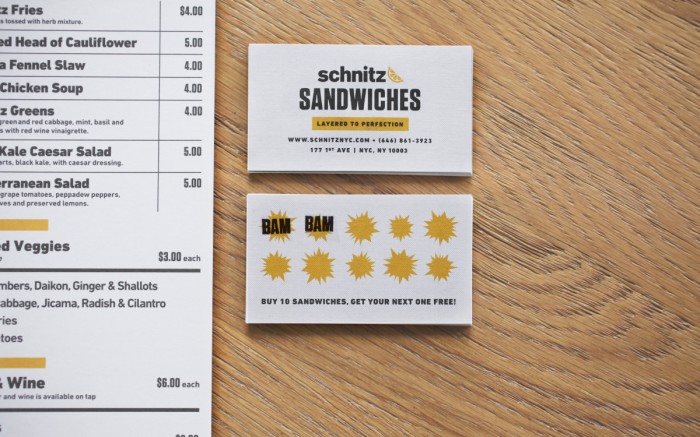 z Fries $4.00
s tossed with herb mixture.
ed Head of Cauliflower 5.00
a Fennel Slaw 4.00
Chicken Soup 4.00
z Greens 4.00
green and red cabbage, mint, basil and
s with red wine vinaigrette.
Kale Caesar Salad 5.00
arts, black kale, with caesar dressing.
erranean Salad 5.00
grape tomatoes, peppadew peppers,
ves and preserved lemons.
ed Veggies
$3.00 each
mbers, Daikon, Ginger & Shallots
abbage, Jicama, Radish & Cilantro
ries
toes
& Wine $6.00 each
r and wine is available on tap
schnitz
SANDWICHES
LAYERED TO PERFECTION
WWW.SCHNITZNYC.COM • (646) 861-3923
177 1ST AVE | NYC, NY 10003
BAM BAM
BUY 10 SANDWICHES, GET YOUR NEXT ONE FREE!